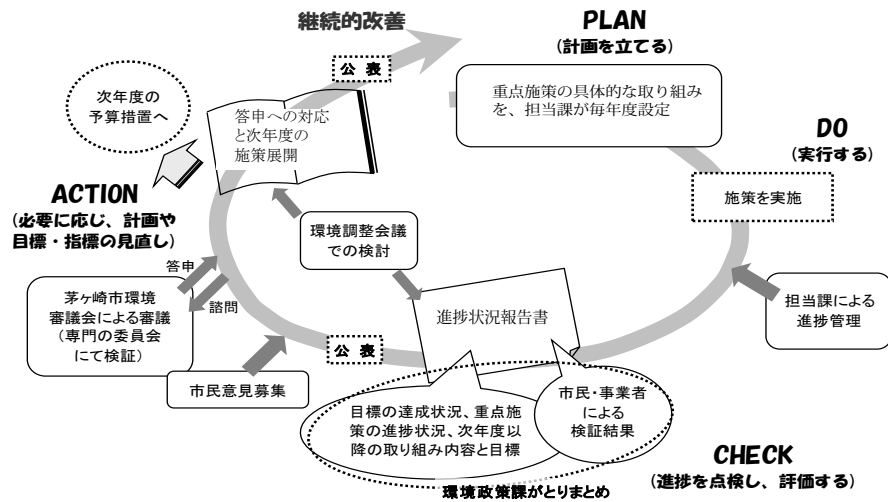 継続的改善
PLAN
(計画を立てる)
公 表
重点施策の具体的な取り組み
を、担当課が毎年度設定
次年度の
予算措置へ
答申への対応
と次年度の
施策展開
DO
(実行する)
施策を実施
ACTION
(必要に応じ、計画や
目標・指標の見直し)
環境調整会議
での検討
答申
諮問
茅ヶ崎市環境
審議会による審議
(専門の委員会
にて検証)
進捗状況報告書
担当課による
進捗管理
公 表
市民意見募集
目標の達成状況、重点施
策の進捗状況、次年度以
降の取り組み内容と目標
市民・事業者
による
検証結果
CHECK
(進捗を点検し、評価する)
環境政策課がとりまとめ